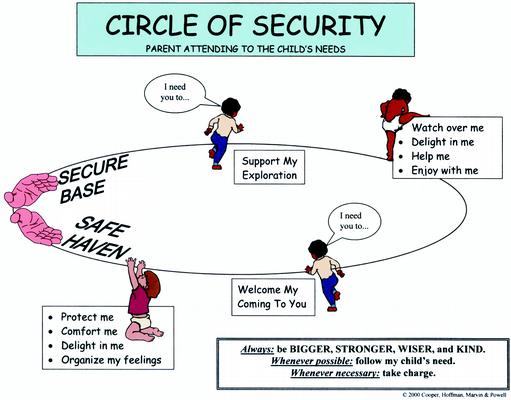 CIRCLE OF SECURITY
PARENT ATTENDING TO THE CHILD'S NEEDS
I need
you to...
• Watch over me
• Delight in me
• Help me
• Enjoy with me
Support My
Exploration
SECURE
BASE
SAFE
HAVEN
I need
you to...
Welcome My
Coming To You
• Protect me
• Comfort me
• Delight in me
• Organize my feelings
Always: be BIGGER, STRONGER, WISER, and KIND.
Whenever possible: follow my child's need.
Whenever necessary: take charge.
© 2000 Cooper, Hoffman, Marvin & Powell